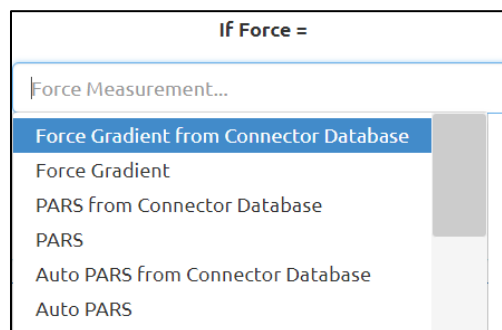 If Force =
Force Measurement...
Force Gradient from Connector Database
Force Gradient
PARS from Connector Database
PARS
Auto PARS from Connector Database
Auto PARS